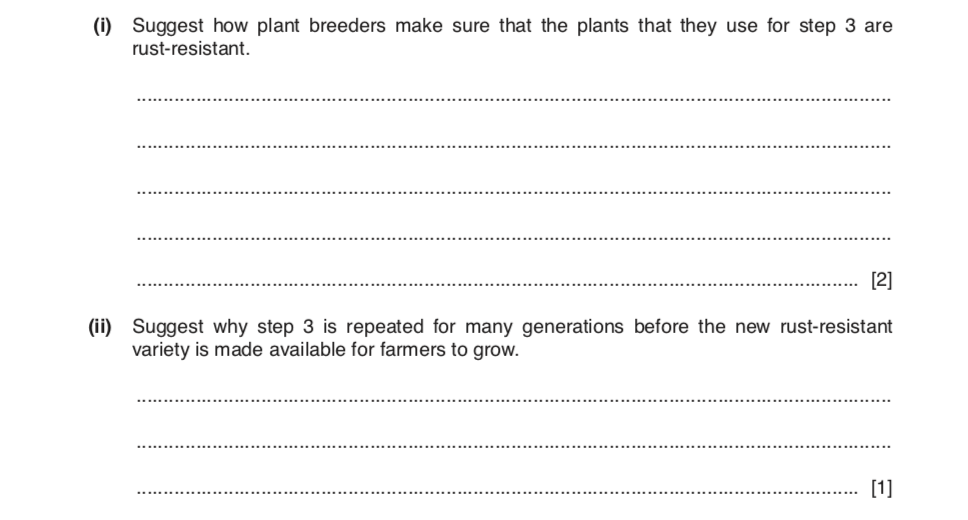 (i) Suggest how plant breeders make sure that the plants that they use for step 3 are
rust-resistant.
..........................................................................................
..........................................................................................
..........................................................................................
..........................................................................................
.......................................................................................... [2]
(ii) Suggest why step 3 is repeated for many generations before the new rust-resistant
variety is made available for farmers to grow.
..........................................................................................
..........................................................................................
.......................................................................................... [1]